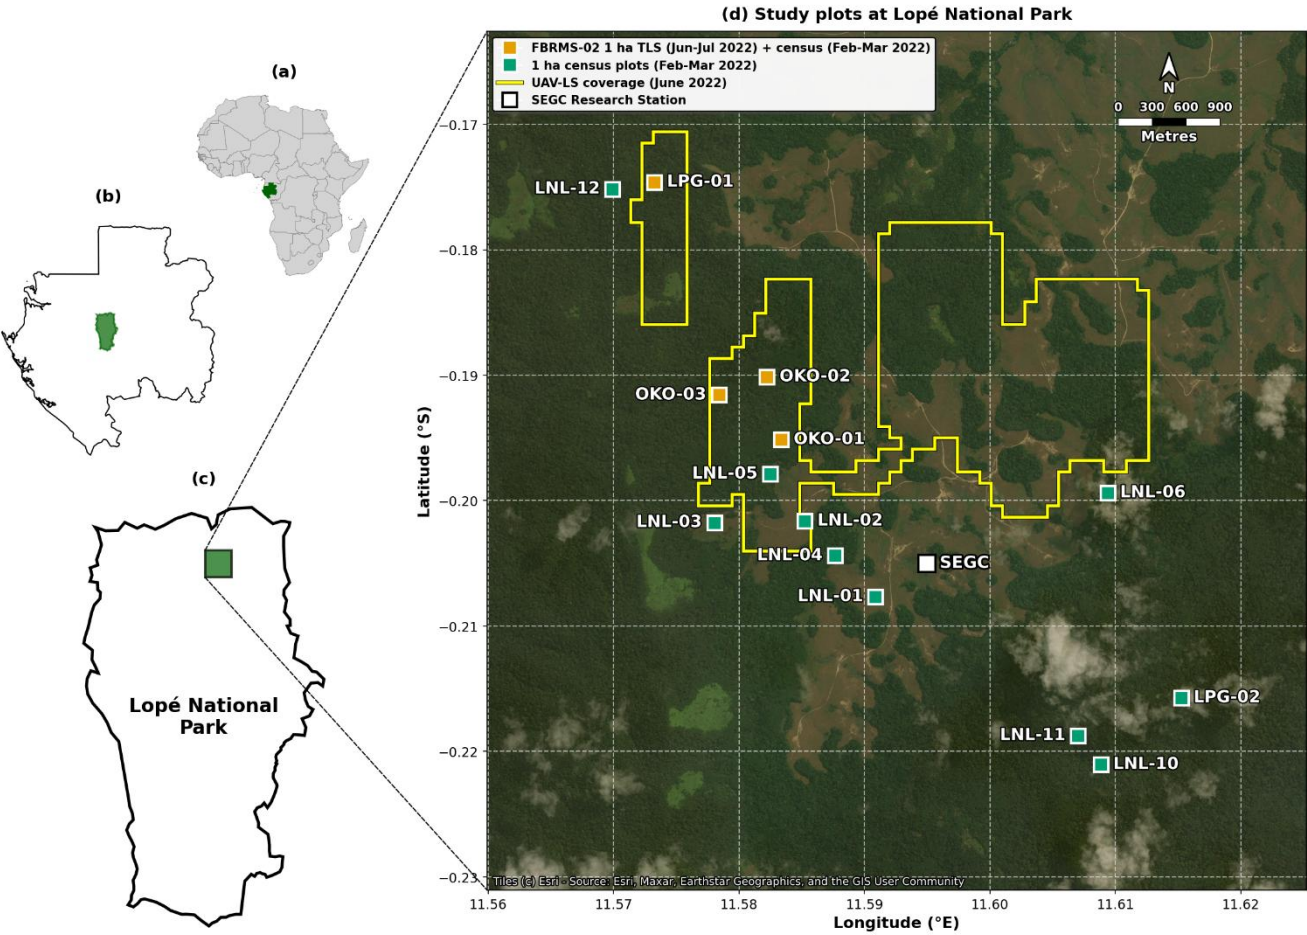 (d) Study plots at Lopé National Park
FBRMS-02 1 ha TLS (Jun-Jul 2022) + census (Feb-Mar 2022)
1 ha census plots (Feb-Mar 2022)
UAV-LS coverage (June 2022)
SEGC Research Station
(a)
(b)
(c)
Lopé National
Park
N
0 300 600 900
Metres
LNL-12
LPG-01
OKO-02
OKO-03
OKO-01
LNL-05
LNL-06
LNL-03
LNL-02
LNL-04
SEGC
LNL-01
LPG-02
LNL-11
LNL-10
Latitude (°S)
−0.17
−0.18
−0.19
−0.20
−0.21
−0.22
−0.23
Tiles (c) Esri - Source: Esri, Maxar, Earthstar Geographics, and the GIS User Community
11.56 11.57 11.58 11.59 11.60 11.61 11.62
Longitude (°E)